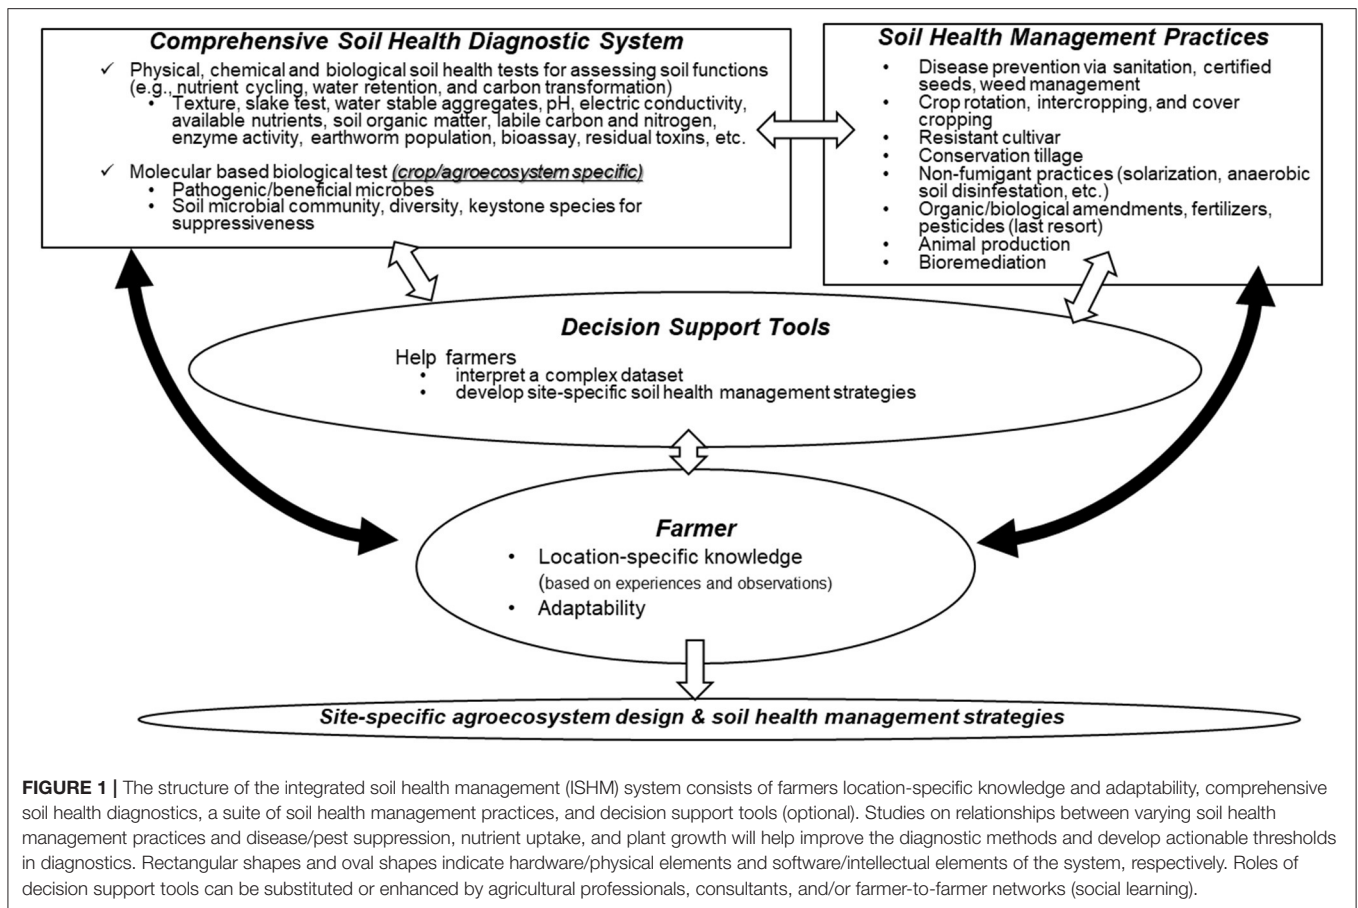 Comprehensive Soil Health Diagnostic System
✓ Physical, chemical and biological soil health tests for assessing soil functions
(e.g., nutrient cycling, water retention, and carbon transformation)
• Texture, slake test, water stable aggregates, pH, electric conductivity,
available nutrients, soil organic matter, labile carbon and nitrogen,
enzyme activity, earthworm population, bioassay, residual toxins, etc.
✓ Molecular based biological test (crop/agroecosystem specific)
• Pathogenic/beneficial microbes
• Soil microbial community, diversity, keystone species for
suppressiveness
Soil Health Management Practices
• Disease prevention via sanitation, certified
seeds, weed management
• Crop rotation, intercropping, and cover
cropping
• Resistant cultivar
• Conservation tillage
• Non-fumigant practices (solarization, anaerobic
soil disinfestation, etc.)
• Organic/biological amendments, fertilizers,
pesticides (last resort)
• Animal production
• Bioremediation
Decision Support Tools
Help farmers
• interpret a complex dataset
• develop site-specific soil health management strategies
Farmer
• Location-specific knowledge
(based on experiences and observations)
• Adaptability
Site-specific agroecosystem design & soil health management strategies
FIGURE 1 | The structure of the integrated soil health management (ISHM) system consists of farmers location-specific knowledge and adaptability, comprehensive
soil health diagnostics, a suite of soil health management practices, and decision support tools (optional). Studies on relationships between varying soil health
management practices and disease/pest suppression, nutrient uptake, and plant growth will help improve the diagnostic methods and develop actionable thresholds
in diagnostics. Rectangular shapes and oval shapes indicate hardware/physical elements and software/intellectual elements of the system, respectively. Roles of
decision support tools can be substituted or enhanced by agricultural professionals, consultants, and/or farmer-to-farmer networks (social learning).